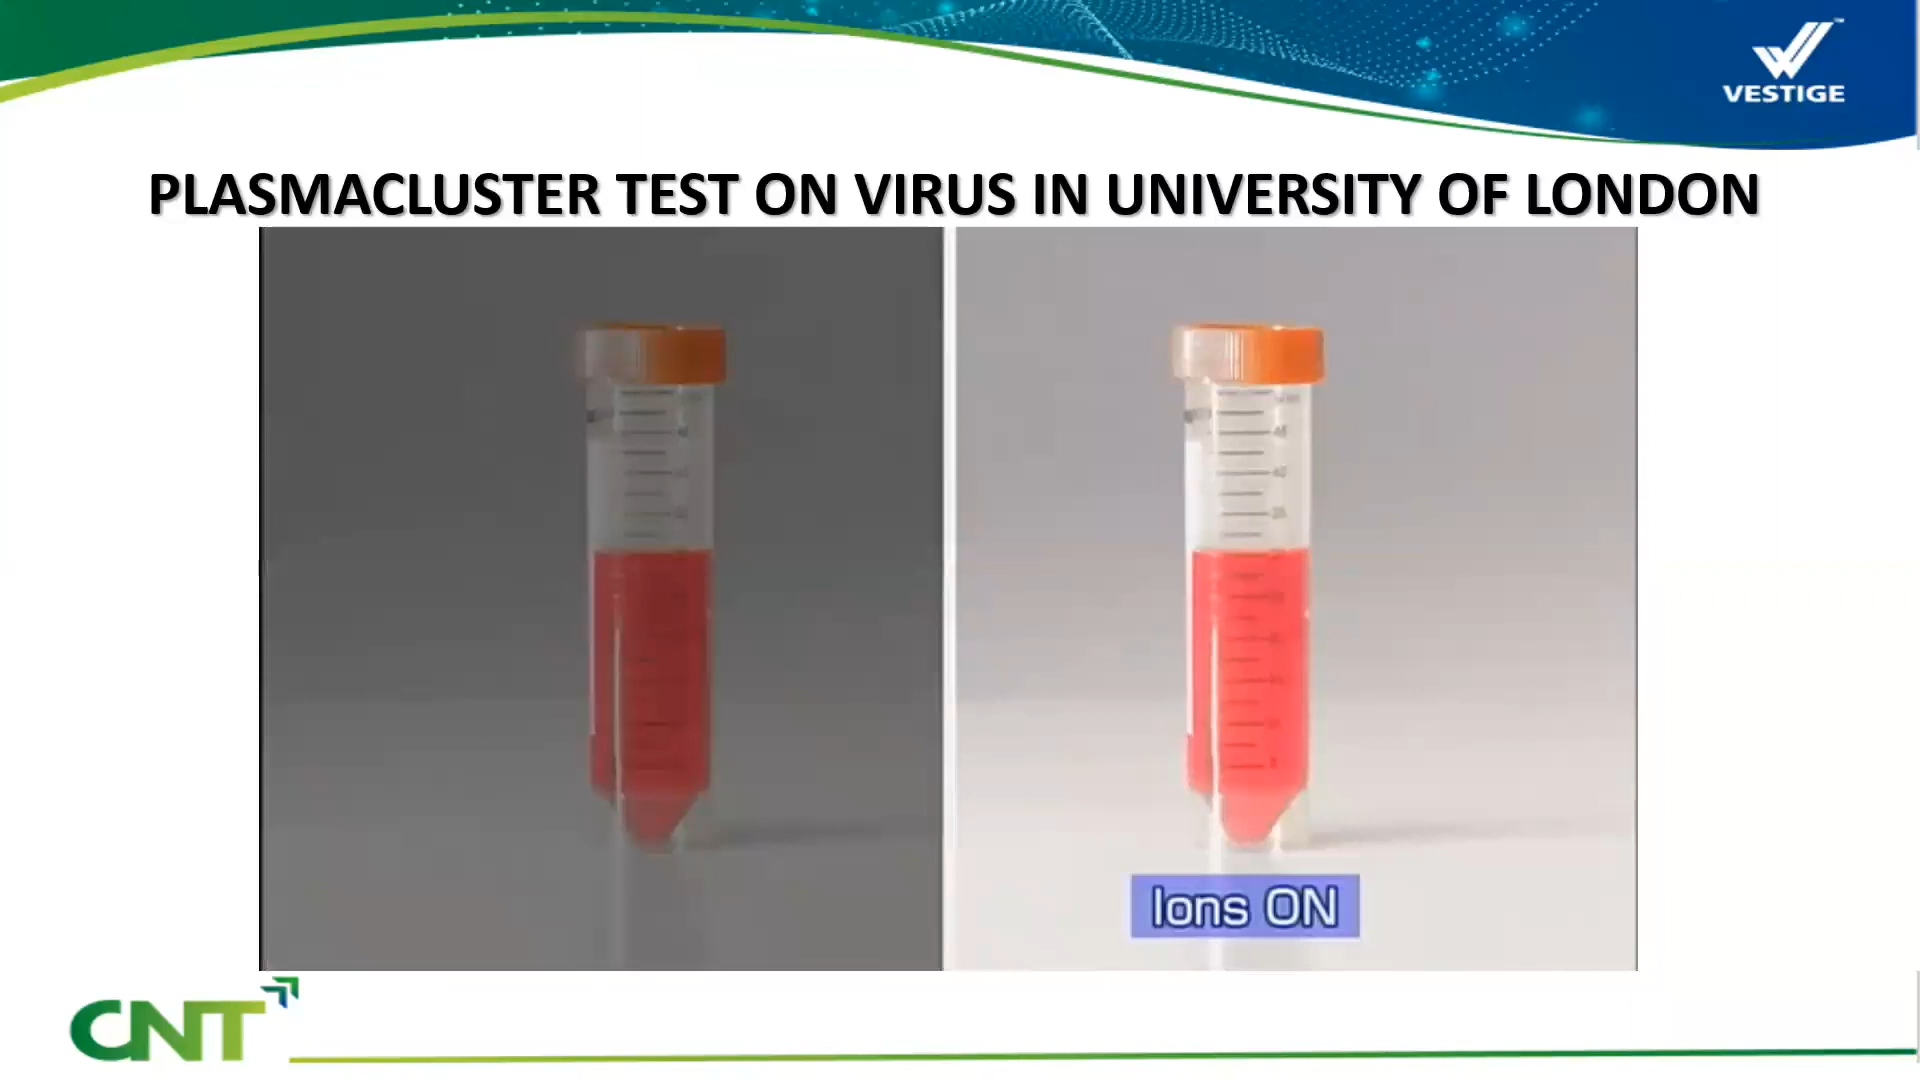 VESTIGE
PLASMACLUSTER TEST ON VIRUS IN UNIVERSITY OF LONDON
Ions ON
CNT